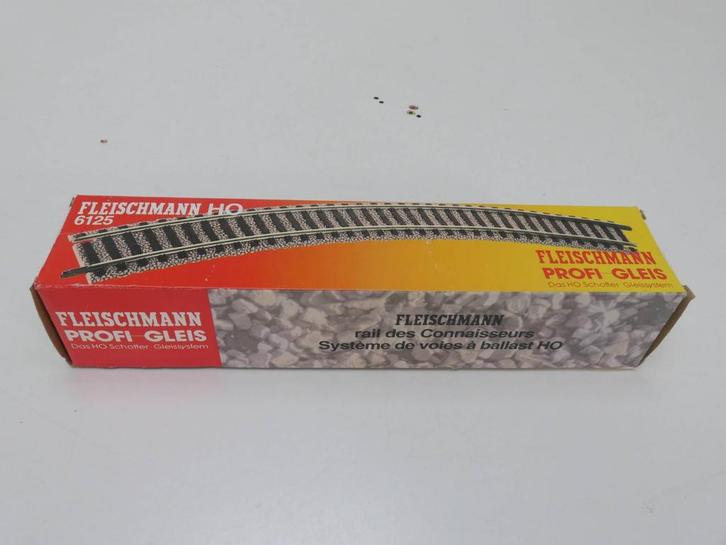 FLEISCHMANN HO
6125
FLEISCHMANN
PROFI-GLEIS
Das HO Schotter-Gleissystem
FLEISCHMANN
PROFI-GLEIS
Das HO Schotter-Gleissystem
FLEISCHMANN
rail des Connaisseurs
Système de voies à ballast HO